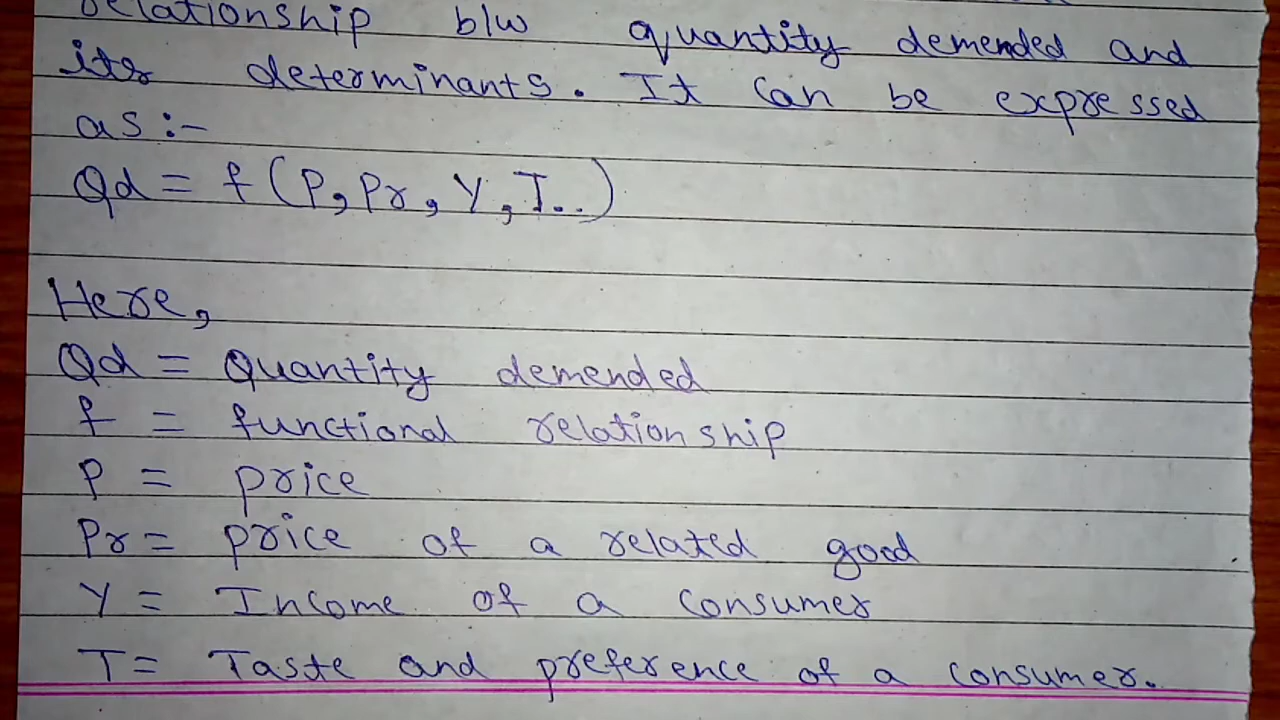 relationship b/w quantity demended and
its determinants. It can be expressed
as :-
Qd = f (P, Pr, Y, T..)
Here,
Qd = Quantity demended
f = functional relationship
P = price
Pr = price of a related good
Y = Income of a consumer
T = Taste and preference of a consumer.